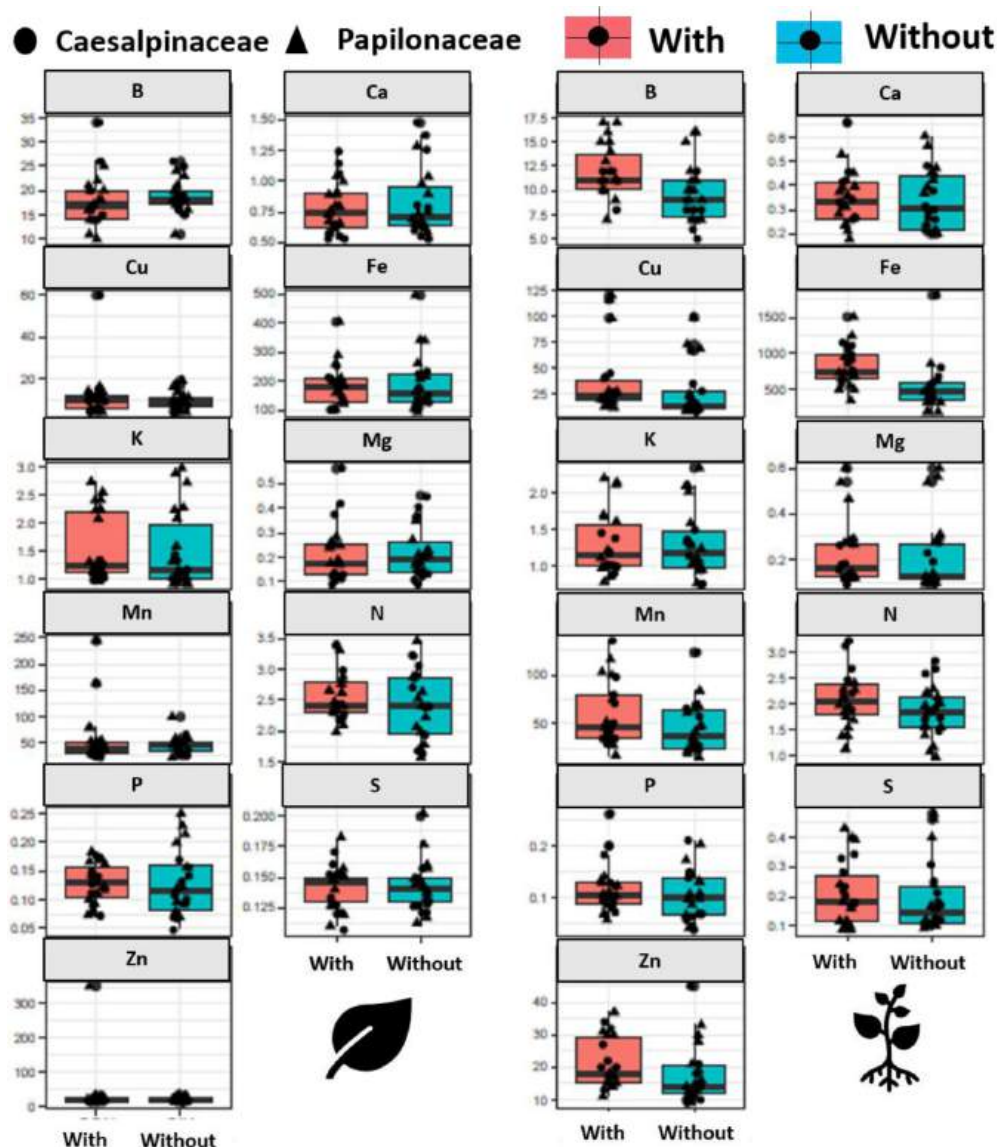 Caesalpinaceae Papilonaceae With Without
B Ca B Ca
35 30 25 20 15 10
1.50 1.25 1.00 0.75 0.50
17.5 15.0 12.5 10.0 7.5 5.0
0.6 0.5 0.4 0.3 0.2
Cu Fe Cu Fe
60 40 20
500 400 300 200 100
125 100 75 50 25
1500 1000 500
K Mg K Mg
3.0 2.5 2.0 1.5 1.0
0.5 0.4 0.3 0.2 0.1
2.0 1.5 1.0
0.6 0.4 0.2
Mn N Mn N
250 200 150 100 50
3.5 3.0 2.5 2.0 1.5
100 50
3.0 2.5 2.0 1.5 1.0
P S P S
0.25 0.20 0.15 0.10 0.05
0.200 0.175 0.150 0.125
0.2 0.1
0.4 0.3 0.2 0.1
Zn With Without Zn With Without
300 200 100 0
40 30 20 10
With Without With Without